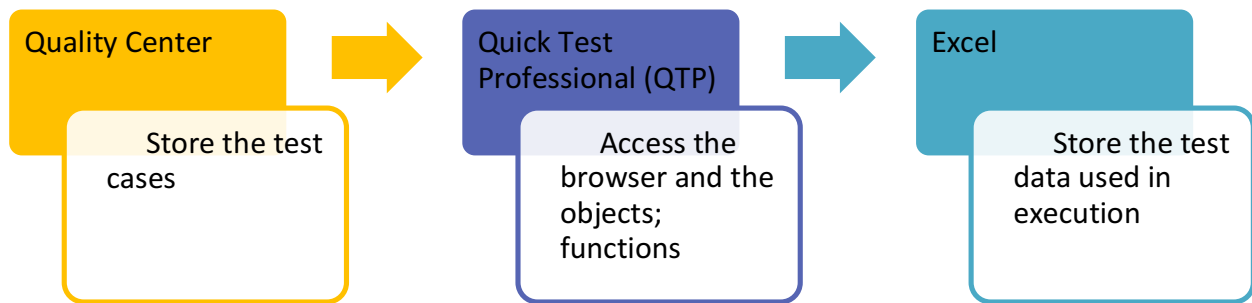 Quality Center
Store the test
cases
Quick Test
Professional (QTP)
Access the
browser and the
objects;
functions
Excel
Store the test
data used in
execution